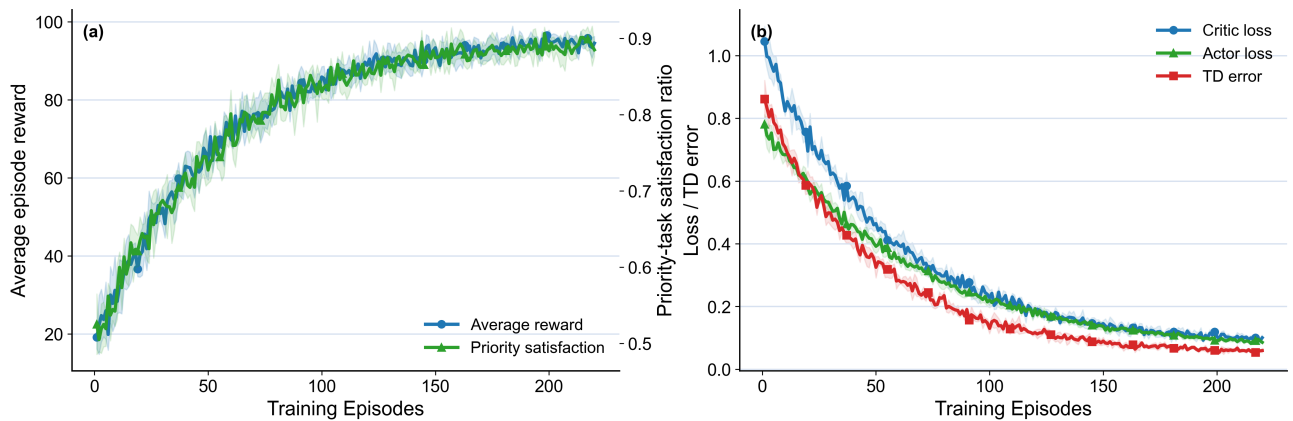 (a)
100
80
60
40
20
Average episode reward
0.9
0.8
0.7
0.6
0.5
Priority-task satisfaction ratio
Average reward
Priority satisfaction
0 50 100 150 200
Training Episodes
(b)
1.0
0.8
0.6
0.4
0.2
0.0
Loss / TD error
Critic loss
Actor loss
TD error
0 50 100 150 200
Training Episodes